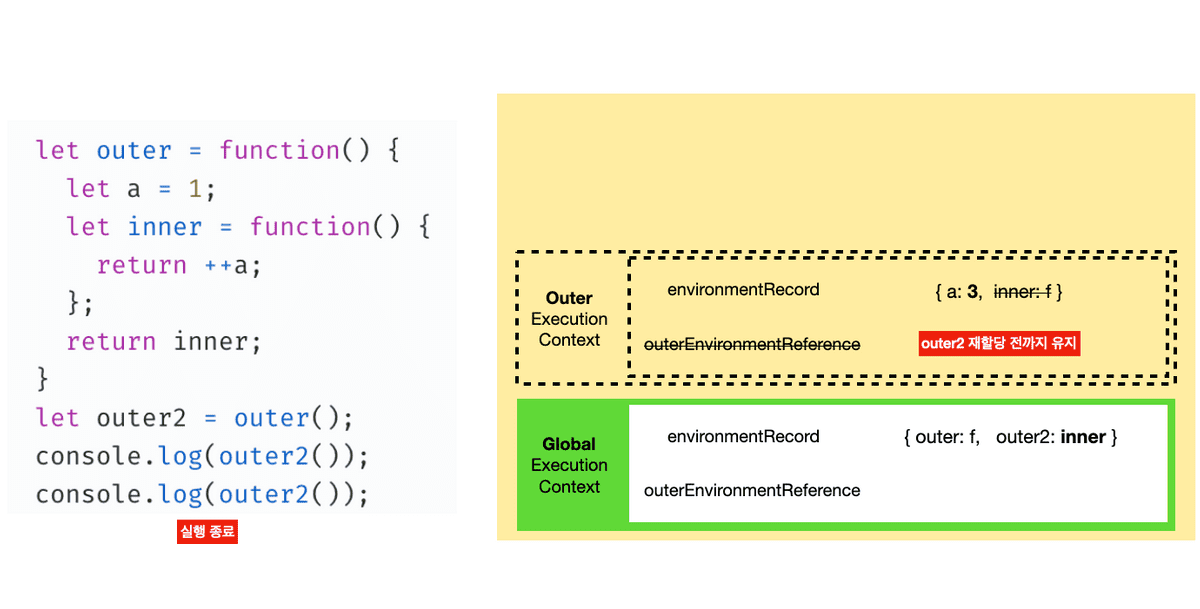 let outer = function() {
  let a = 1;
  let inner = function() {
    return ++a;
  };
  return inner;
}
let outer2 = outer();
console.log(outer2());
console.log(outer2());
실행 종료
Outer
Execution
Context
environmentRecord { a: 3, inner: f }
outerEnvironmentReference outer2 재할당 전까지 유지
Global
Execution
Context
environmentRecord { outer: f, outer2: inner }
outerEnvironmentReference